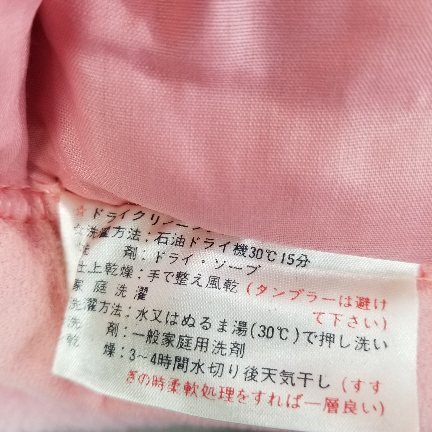 ☆ドライクリーニ
洗濯方法:石油ドライ機30℃15分
剤:ドライ・ソープ
仕上乾燥:手で整え風乾(タンブラーは避け
て下さい)
家庭洗濯
洗濯方法:水又はぬるま湯(30℃)で押し洗い
洗 剤:一般家庭用洗剤
乾 燥:3~4時間水切り後天気干し(すす
ぎの時柔軟処理をすれば一層良い)